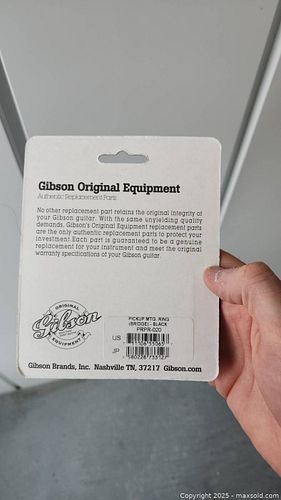 Gibson Original Equipment
Authentic Replacement Parts
No other replacement part retains the original integrity of
your Gibson guitar. With the same unyielding quality
demands, Gibson's Original Equipment replacement parts
are the only authentic replacement parts to protect your
investment. Each part is guaranteed to be a genuine
replacement for your instrument and meet the original
warranty specifications of your Gibson guitar.
ORIGINAL
Gibson
EQUIPMENT
PICKUP MTG. RING
(BRIDGE) - BLACK
PRPR-020
US
JP
Gibson Brands, Inc. Nashville TN, 37217 Gibson.com
Copyright © 2025 - maxsold.com